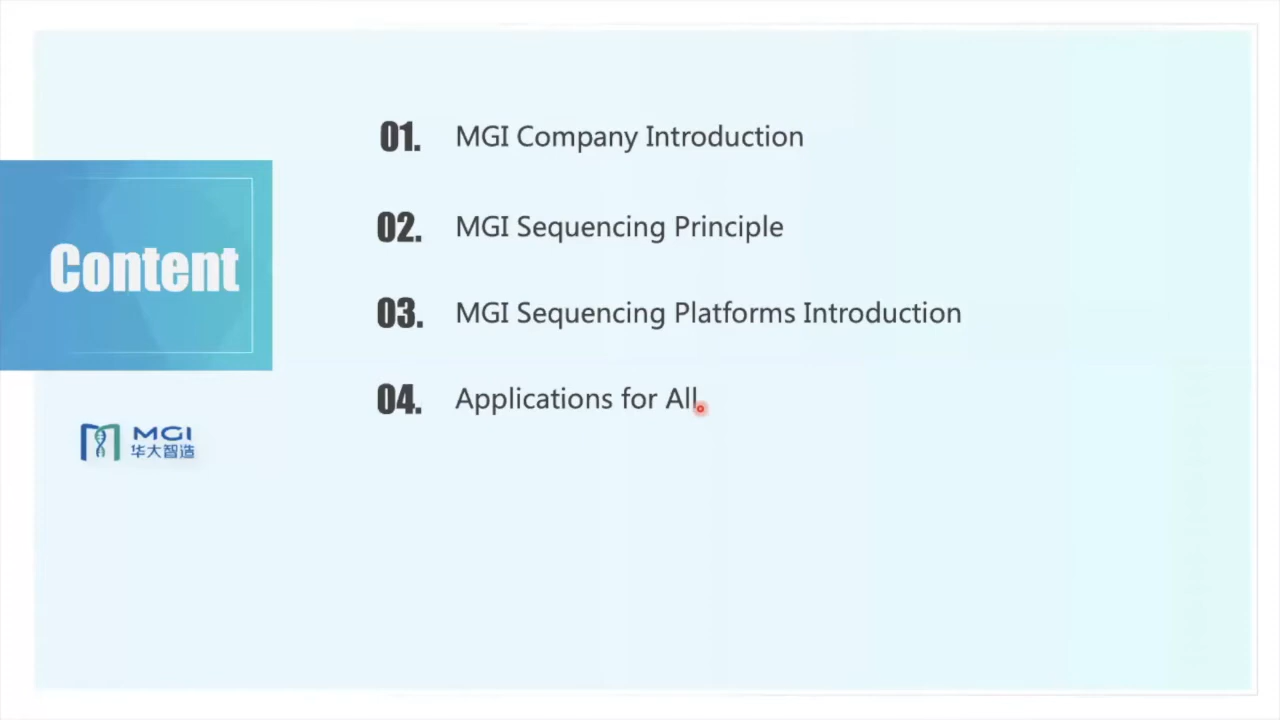 01. MGI Company Introduction
02. MGI Sequencing Principle
Content
03. MGI Sequencing Platforms Introduction
04. Applications for All
MGI
华大智造